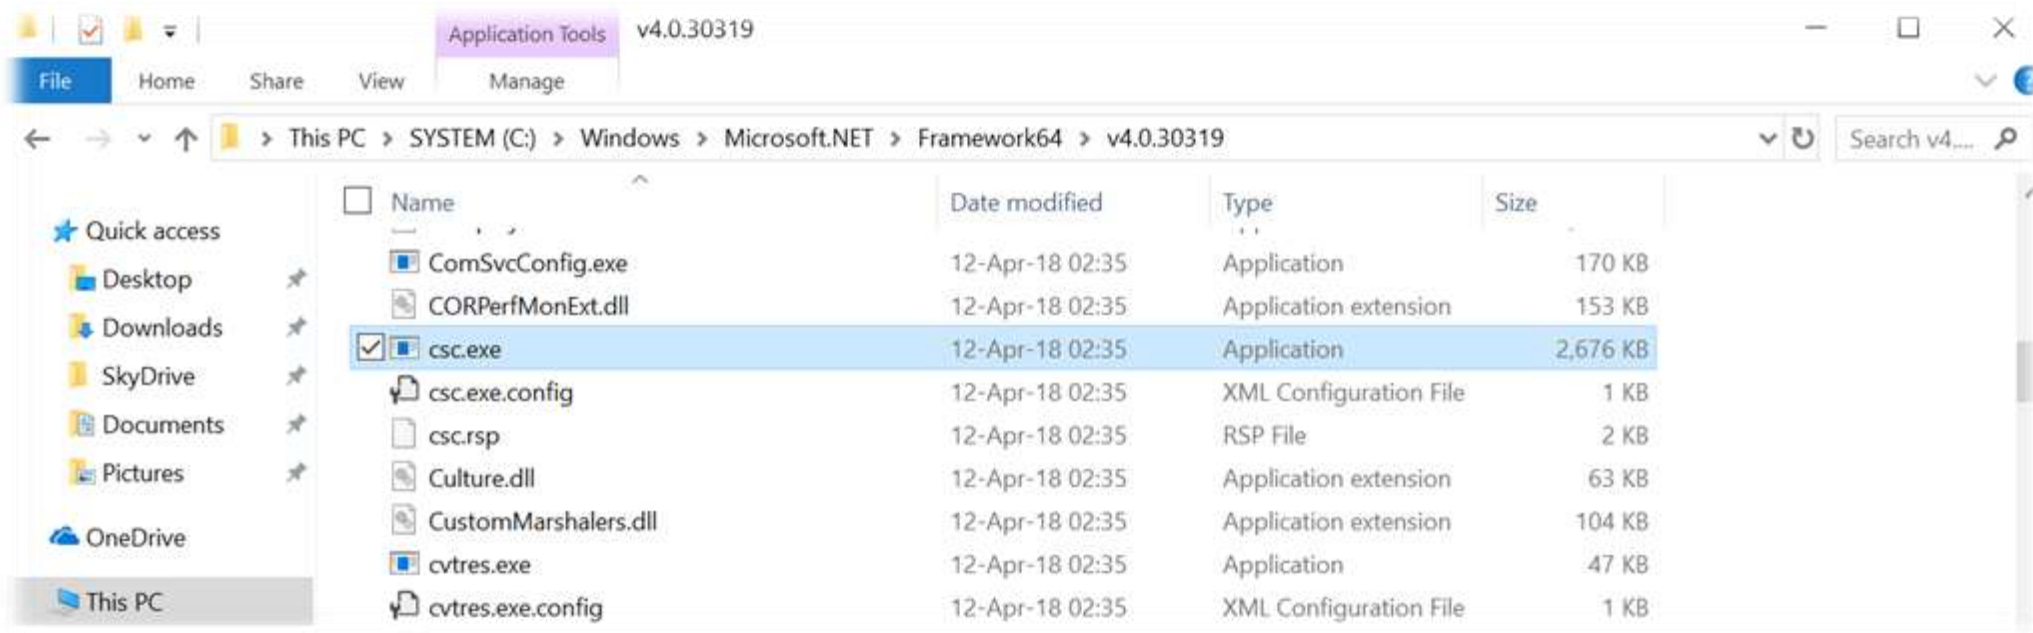 Application Tools v4.0.30319
File Home Share View Manage
This PC > SYSTEM (C:) > Windows > Microsoft.NET > Framework64 > v4.0.30319 Search v4....
Name Date modified Type Size
Quick access
Desktop
Downloads
SkyDrive
Documents
Pictures
OneDrive
This PC
ComSvcConfig.exe 12-Apr-18 02:35 Application 170 KB
CORPerfMonExt.dll 12-Apr-18 02:35 Application extension 153 KB
csc.exe 12-Apr-18 02:35 Application 2,676 KB
csc.exe.config 12-Apr-18 02:35 XML Configuration File 1 KB
csc.rsp 12-Apr-18 02:35 RSP File 2 KB
Culture.dll 12-Apr-18 02:35 Application extension 63 KB
CustomMarshalers.dll 12-Apr-18 02:35 Application extension 104 KB
cvtres.exe 12-Apr-18 02:35 Application 47 KB
cvtres.exe.config 12-Apr-18 02:35 XML Configuration File 1 KB